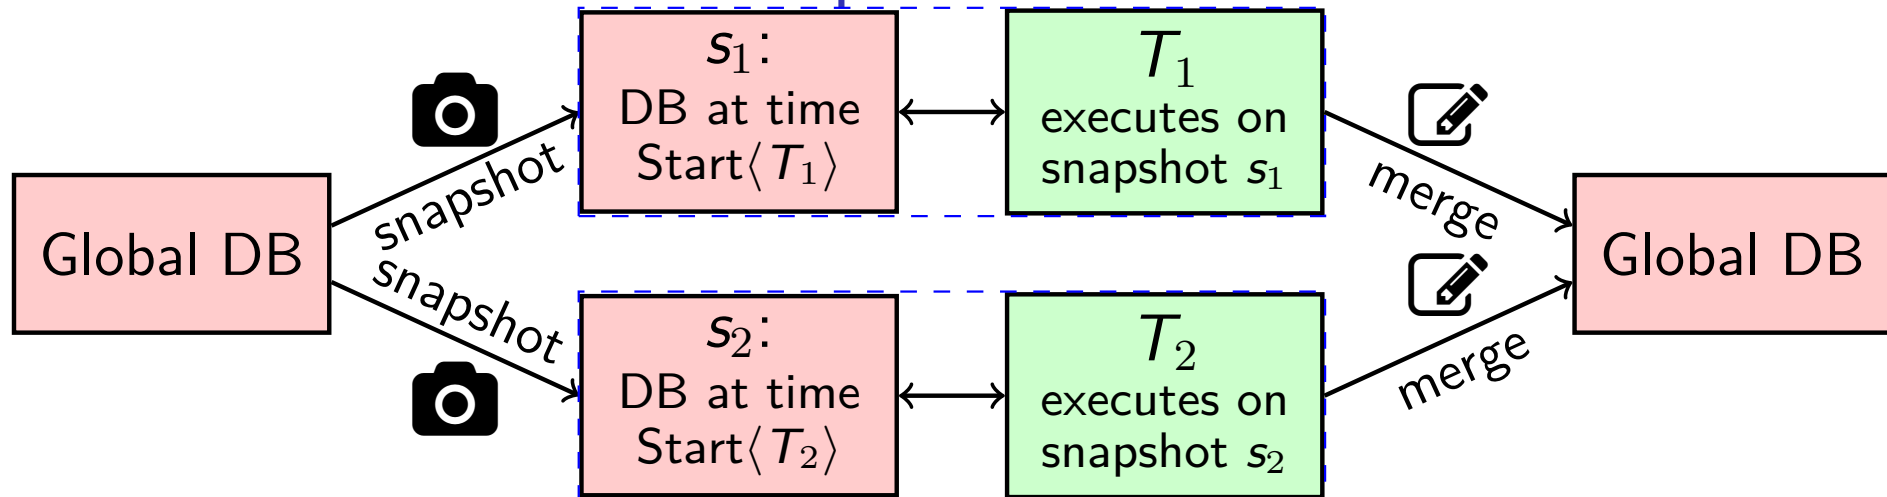 Global DB
snapshot
s₁:
DB at time
Start⟨T₁⟩
T₁
executes on
snapshot s₁
merge
snapshot
s₂:
DB at time
Start⟨T₂⟩
T₂
executes on
snapshot s₂
merge
Global DB